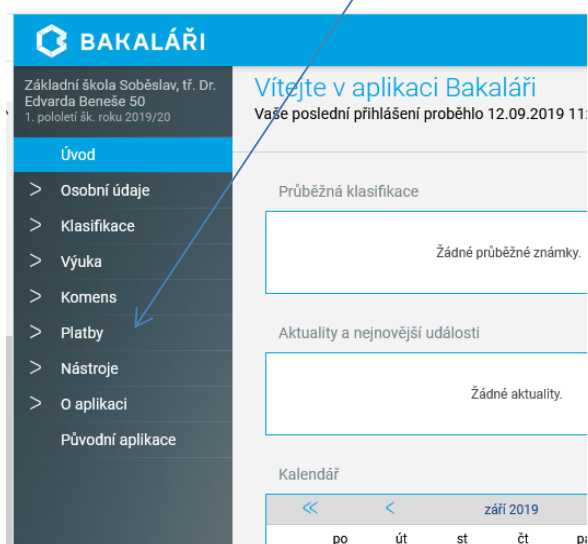 BAKALÁŘI
Základní škola Soběslav, tř. Dr.
Edvarda Beneše 50
1. pololetí šk. roku 2019/20
Úvod
> Osobní údaje
> Klasifikace
> Výuka
> Komens
> Platby
> Nástroje
> O aplikaci
Původní aplikace
Vítejte v aplikaci Bakaláři
Vaše poslední přihlášení proběhlo 12.09.2019 11:
Průběžná klasifikace
Žádné průběžné známky.
Aktuality a nejnovější události
Žádné aktuality.
Kalendář
<< < září 2019
po út st čt